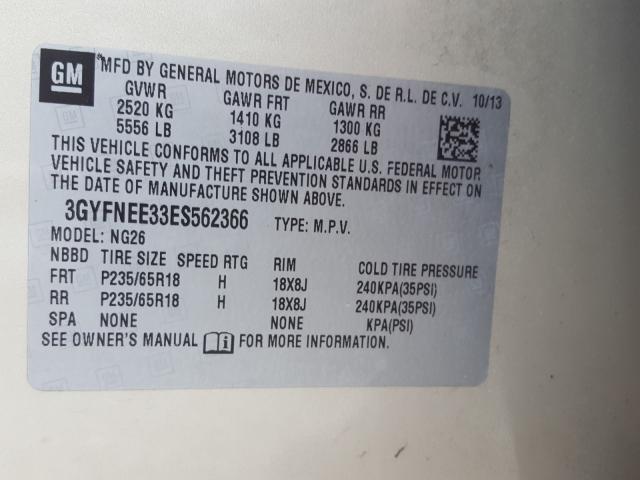 GM
MFD BY GENERAL MOTORS DE MEXICO, S. DE R.L. DE C.V. 10/13
GVWR GAWR FRT GAWR RR
2520 KG 1410 KG 1300 KG
5556 LB 3108 LB 2866 LB
THIS VEHICLE CONFORMS TO ALL APPLICABLE U.S. FEDERAL MOTOR
VEHICLE SAFETY AND THEFT PREVENTION STANDARDS IN EFFECT ON
THE DATE OF MANUFACTURE SHOWN ABOVE.
3GYFNEE33ES562366 TYPE: M.P.V.
MODEL: NG26
NBBD TIRE SIZE SPEED RTG RIM COLD TIRE PRESSURE
FRT P235/65R18 H 18X8J 240KPA(35PSI)
RR P235/65R18 H 18X8J 240KPA(35PSI)
SPA NONE NONE KPA(PSI)
SEE OWNER'S MANUAL FOR MORE INFORMATION.